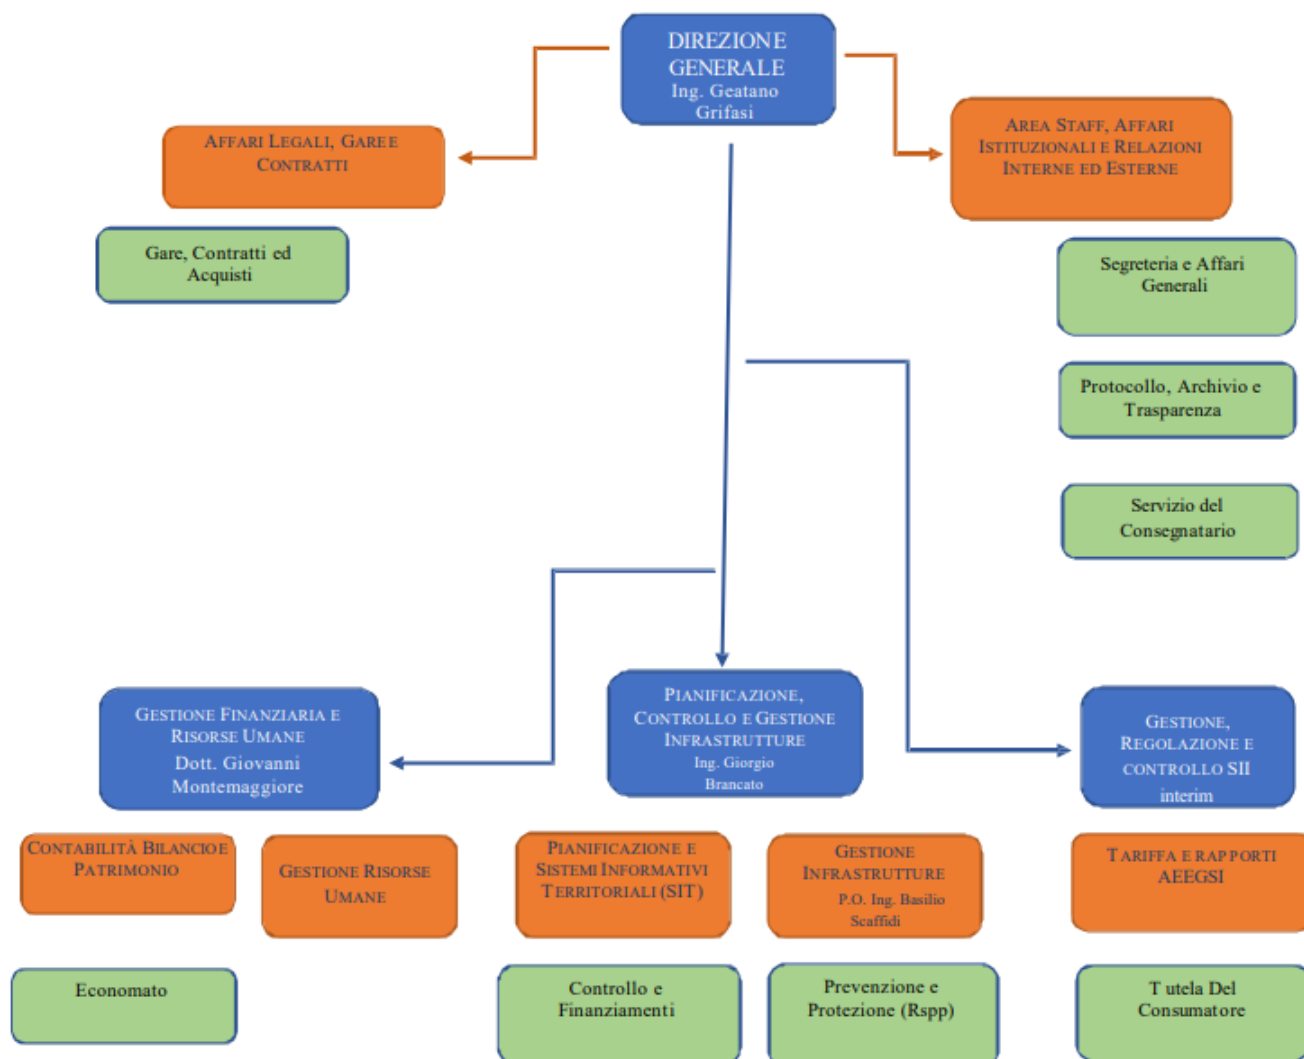 DIREZIONE
GENERALE
Ing. Geatano
Grifasi
AFFARI LEGALI, GARE E
CONTRATTI
AREA STAFF, AFFARI
ISTITUZIONALI E RELAZIONI
INTERNE ED ESTERNE
Gare, Contratti ed
Acquisti
Segreteria e Affari
Generali
Protocollo, Archivio e
Trasparenza
Servizio del
Consegnatario
GESTIONE FINANZIARIA E
RISORSE UMANE
Dott. Giovanni
Montemaggiore
PIANIFICAZIONE,
CONTROLLO E GESTIONE
INFRASTRUTTURE
Ing. Giorgio
Brancato
GESTIONE,
REGOLAZIONE E
CONTROLLO SII
interim
CONTABILITÀ BILANCIO E
PATRIMONIO
GESTIONE RISORSE
UMANE
PIANIFICAZIONE E
SISTEMI INFORMATIVI
TERRITORIALI (SIT)
GESTIONE
INFRASTRUTTURE
P.O. Ing. Basilio
Scaffidi
TARIFFA E RAPPORTI
AEEGSI
Economato
Controllo e
Finanziamenti
Prevenzione e
Protezione (Rspp)
T utela Del
Consumatore